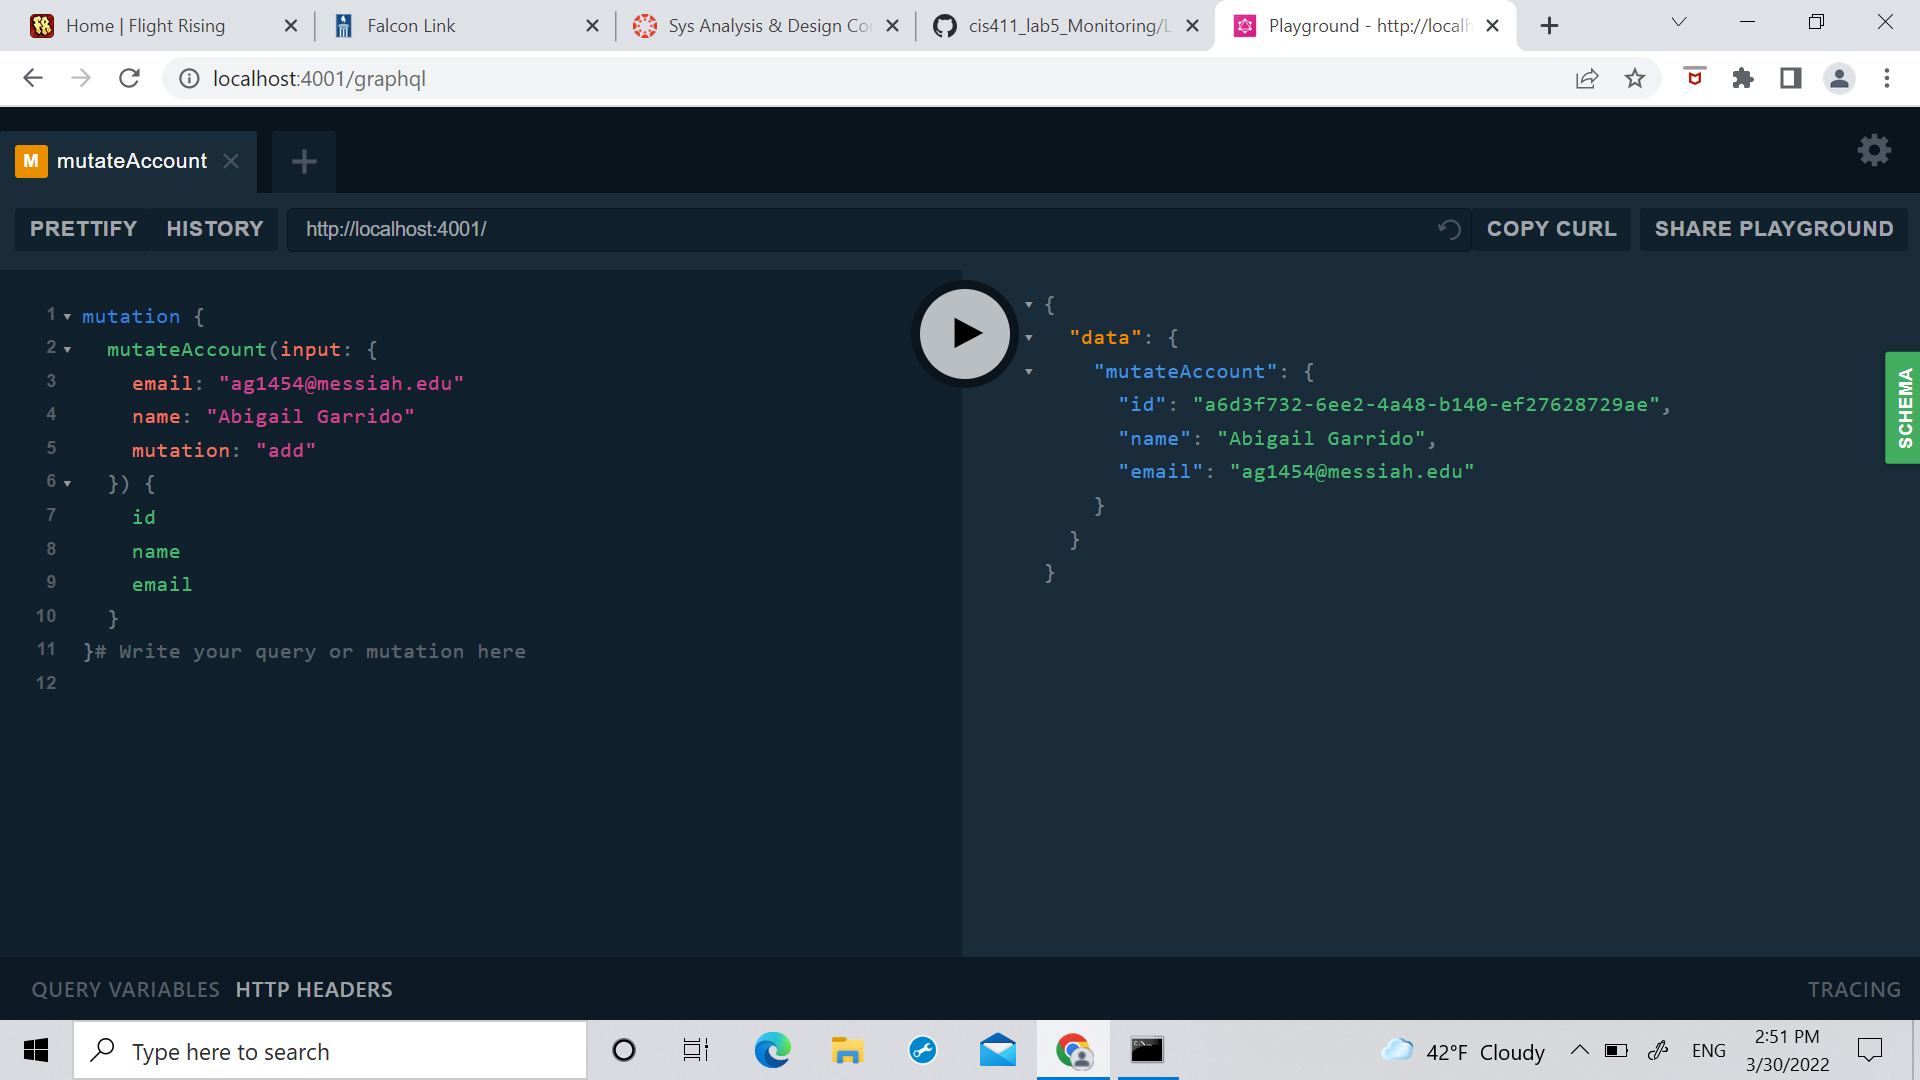 Home | Flight Rising
Falcon Link
Sys Analysis & Design Co
cis411_lab5_Monitoring/L
Playground - http://localh
localhost:4001/graphql
M mutateAccount
PRETTIFY HISTORY http://localhost:4001/ COPY CURL SHARE PLAYGROUND
1 mutation {
2 mutateAccount(input: {
3 email: "ag1454@messiah.edu"
4 name: "Abigail Garrido"
5 mutation: "add"
6 }) {
7 id
8 name
9 email
10 }
11 }# Write your query or mutation here
12
{
"data": {
"mutateAccount": {
"id": "a6d3f732-6ee2-4a48-b140-ef27628729ae",
"name": "Abigail Garrido",
"email": "ag1454@messiah.edu"
}
}
}
SCHEMA
QUERY VARIABLES HTTP HEADERS TRACING
Type here to search
42°F Cloudy
ENG
2:51 PM
3/30/2022